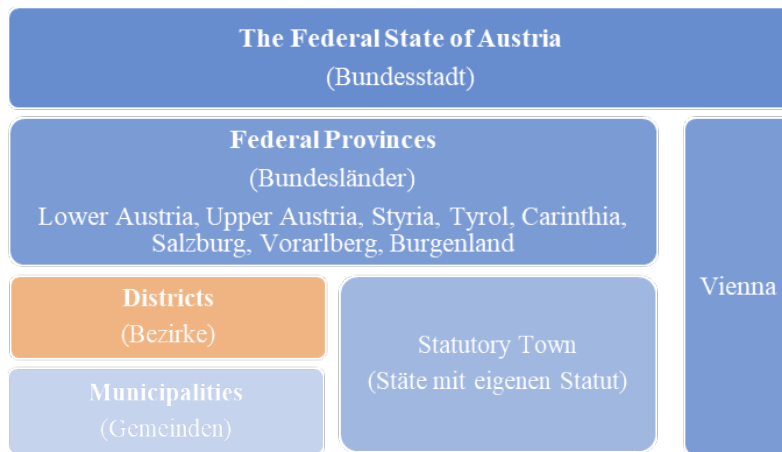 The Federal State of Austria
(Bundesstadt)
Federal Provinces
(Bundesländer)
Lower Austria, Upper Austria, Styria, Tyrol, Carinthia,
Salzburg, Vorarlberg, Burgenland
Vienna
Districts
(Bezirke)
Municipalities
(Gemeinden)
Statutory Town
(Stäte mit eigenen Statut)